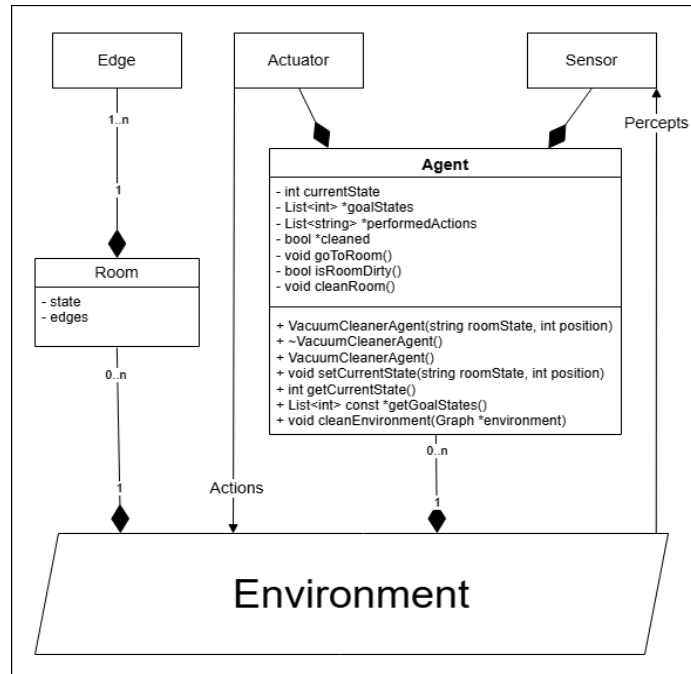 Edge
Actuator
Sensor
1..n
Percepts
Agent
- int currentState
- List<int> *goalStates
- List<string> *performedActions
- bool *cleaned
- void goToRoom()
- bool isRoomDirty()
- void cleanRoom()
1
Room
- state
- edges
+ VacuumCleanerAgent(string roomState, int position)
+ ~VacuumCleanerAgent()
+ VacuumCleanerAgent()
+ void setCurrentState(string roomState, int position)
+ int getCurrentState()
+ List<int> const *getGoalStates()
+ void cleanEnvironment(Graph *environment)
0..n
0..n
1
Actions
1
Environment